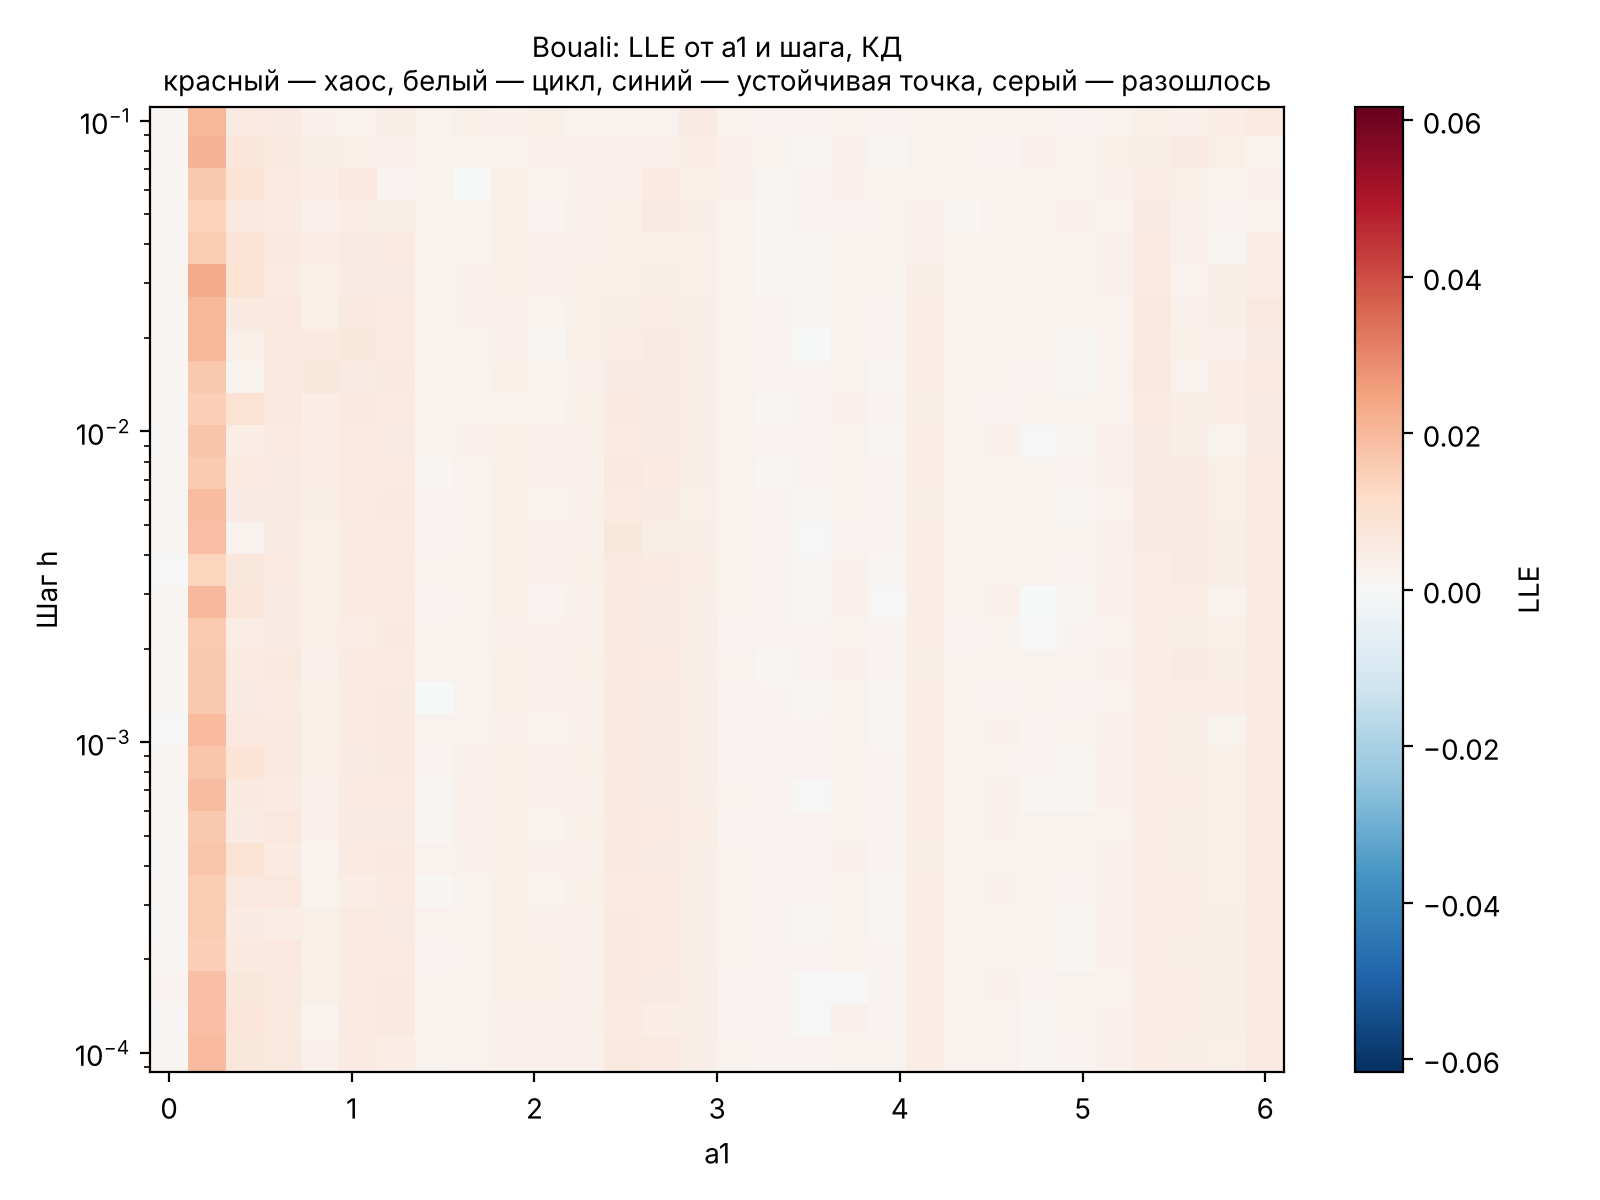 Bouali: LLE от a1 и шага, КД
красный — хаос, белый — цикл, синий — устойчивая точка, серый — разошлось
10⁻¹
10⁻²
10⁻³
10⁻⁴
Шаг h
0 1 2 3 4 5 6
a1
0.06
0.04
0.02
0.00
−0.02
−0.04
−0.06
LLE